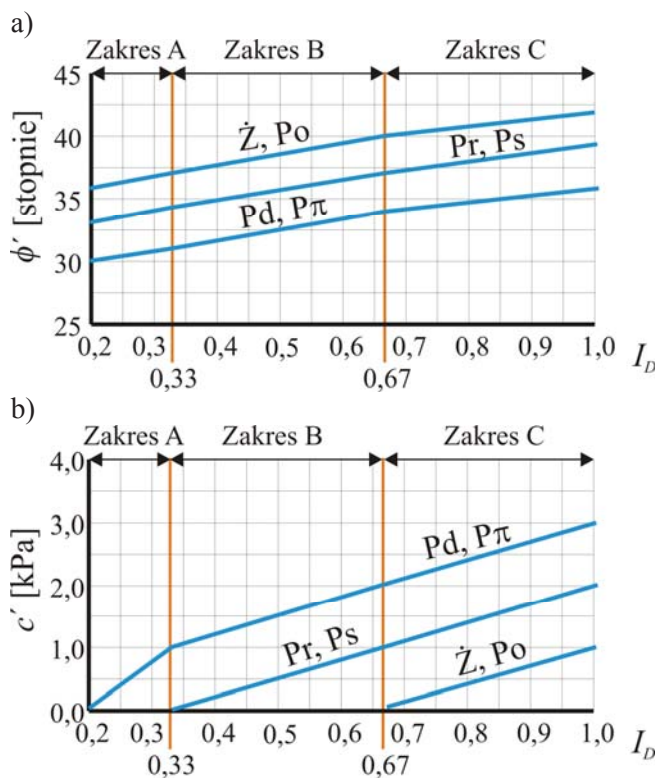 a)
Zakres A Zakres B Zakres C
45
40
35
30
25
ϕ′ [stopnie]
Ż, Po
Pr, Ps
Pd, Pπ
0,2 0,3 0,4 0,5 0,6 0,7 0,8 0,9 1,0 I_D
0,33 0,67
b)
Zakres A Zakres B Zakres C
4,0
3,0
2,0
1,0
0,0
c′ [kPa]
Pd, Pπ
Pr, Ps
Ż, Po
0,2 0,3 0,4 0,5 0,6 0,7 0,8 0,9 1,0 I_D
0,33 0,67